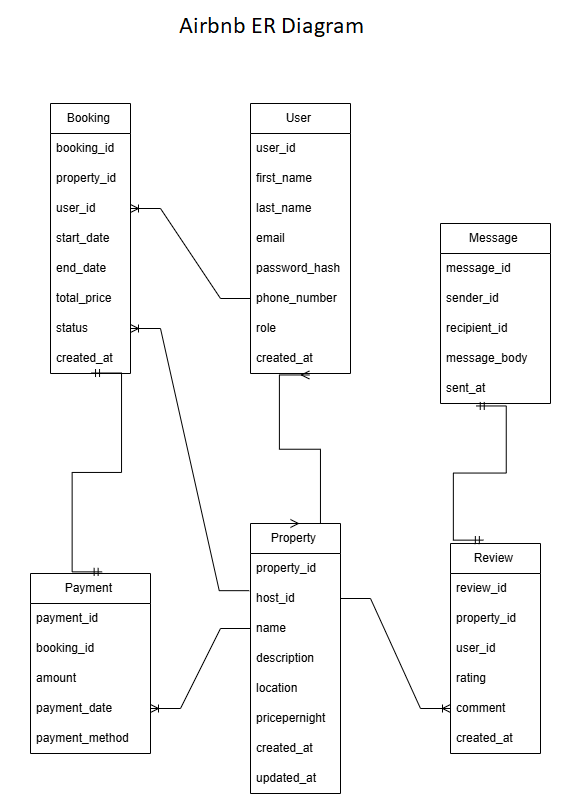 Airbnb ER Diagram
Booking
booking_id
property_id
user_id
start_date
end_date
total_price
status
created_at
User
user_id
first_name
last_name
email
password_hash
phone_number
role
created_at
Message
message_id
sender_id
recipient_id
message_body
sent_at
Payment
payment_id
booking_id
amount
payment_date
payment_method
Property
property_id
host_id
name
description
location
pricepernight
created_at
updated_at
Review
review_id
property_id
user_id
rating
comment
created_at